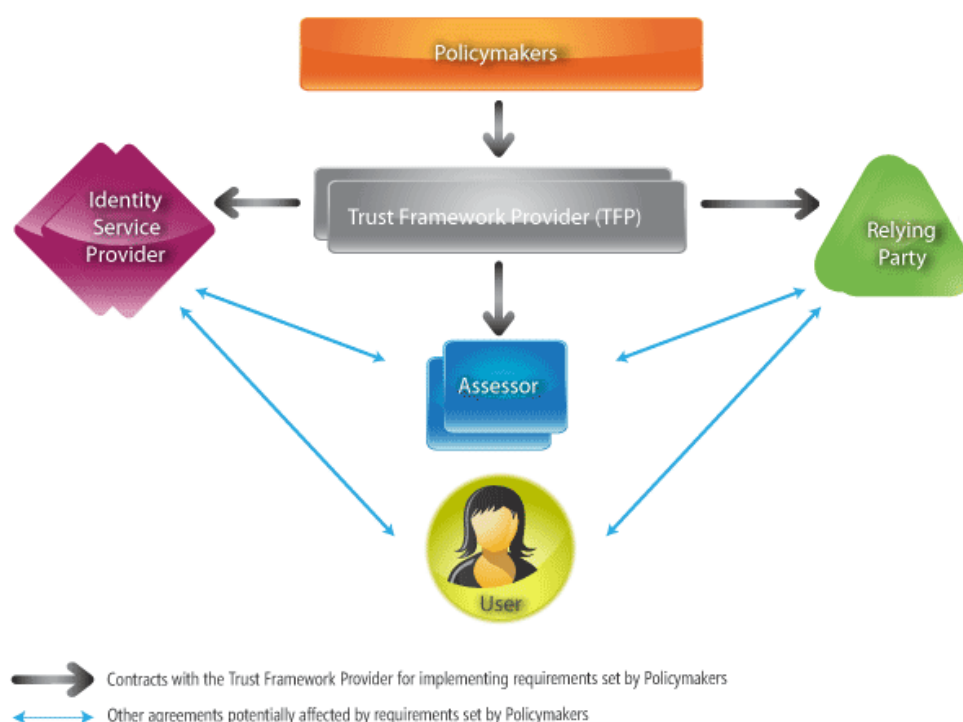 Policymakers
Identity
Service
Provider
Trust Framework Provider (TFP)
Relying
Party
Assessor
User
Contracts with the Trust Framework Provider for implementing requirements set by Policymakers
Other agreements potentially affected by requirements set by Policymakers